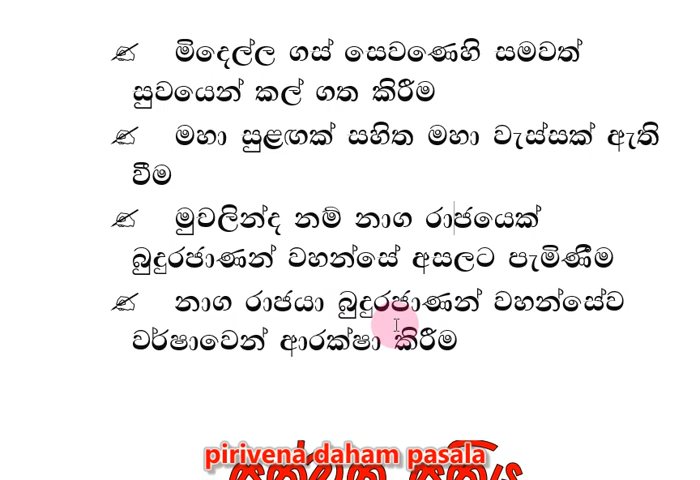 මිදෙල්ල ගස් සෙවණෙහි සමවත්
සුවයෙන් කල් ගත කිරීම
මහා සුළඟක් සහිත මහා වැස්සක් ඇති
වීම
මුචලින්ද නම් නාග රාජයෙක්
බුදුරජාණන් වහන්සේ අසලට පැමිණීම
නාග රාජයා බුදුරජාණන් වහන්සේව
වර්ෂාවෙන් ආරක්ෂා කිරීම
pirivena daham pasala